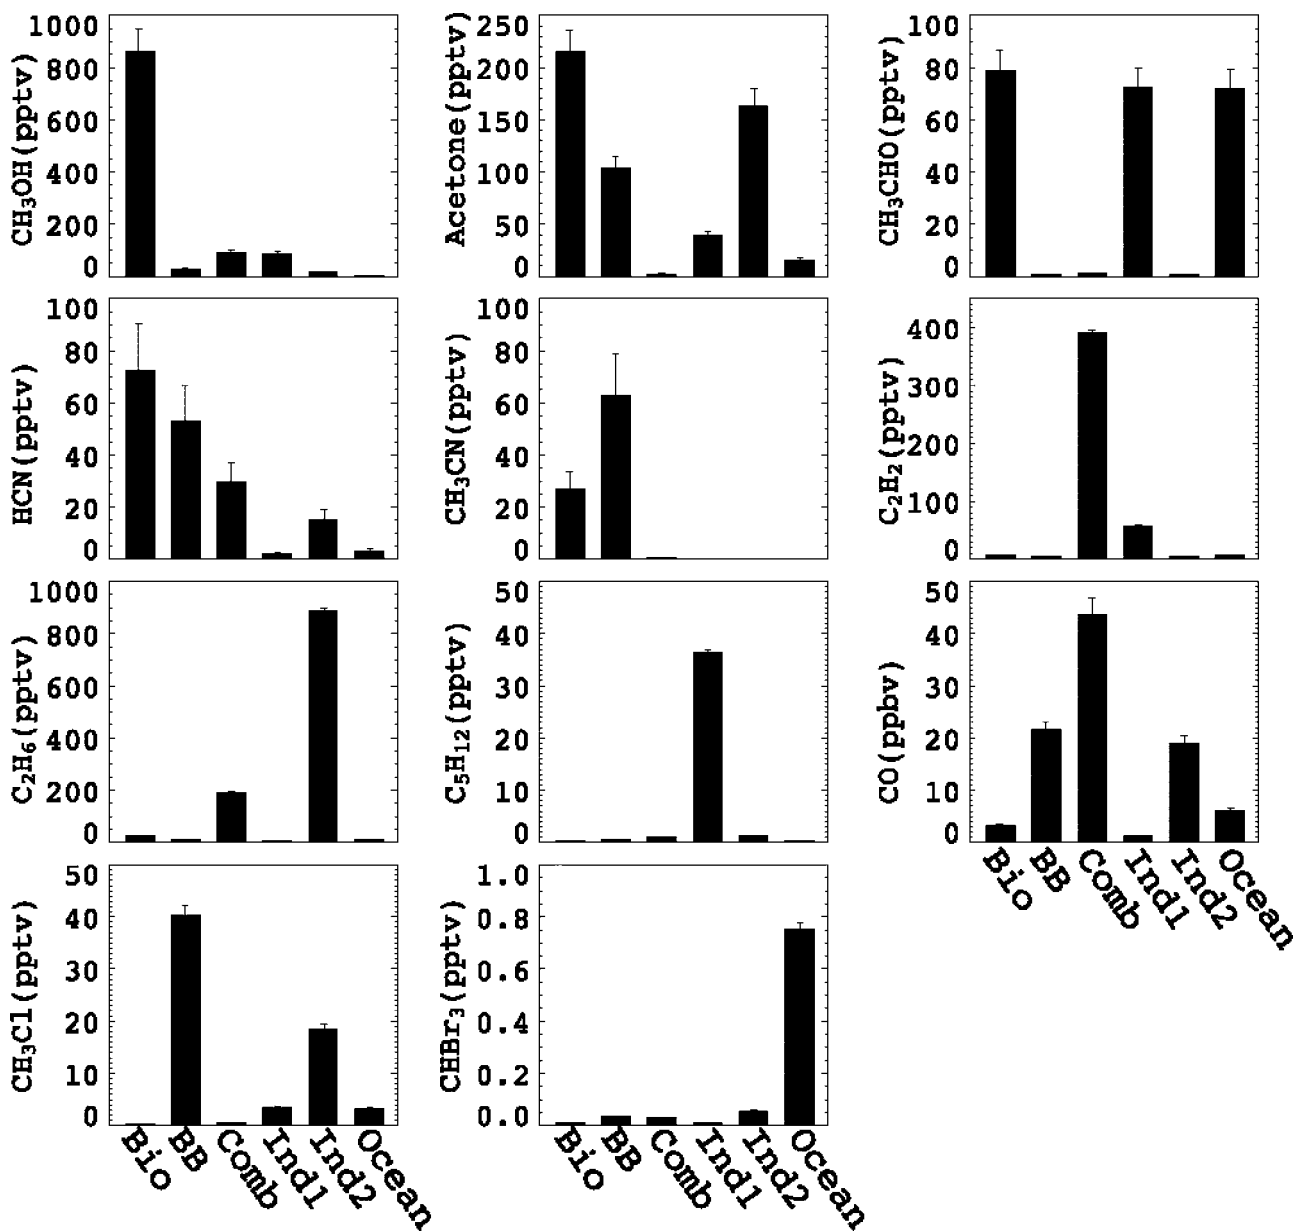 CH₃OH(pptv)
1000
800
600
400
200
0
Acetone(pptv)
250
200
150
100
50
0
CH₃CHO(pptv)
100
80
60
40
20
0
HCN(pptv)
100
80
60
40
20
0
CH₃CN(pptv)
100
80
60
40
20
0
C₂H₂(pptv)
400
300
200
100
0
C₂H₆(pptv)
1000
800
600
400
200
0
C₅H₁₂(pptv)
50
40
30
20
10
0
CO(ppbv)
50
40
30
20
10
0
Bio
BB
Comb
Ind1
Ind2
Ocean
CH₃Cl(pptv)
50
40
30
20
10
0
Bio
BB
Comb
Ind1
Ind2
Ocean
CHBr₃(pptv)
1.0
0.8
0.6
0.4
0.2
0.0
Bio
BB
Comb
Ind1
Ind2
Ocean